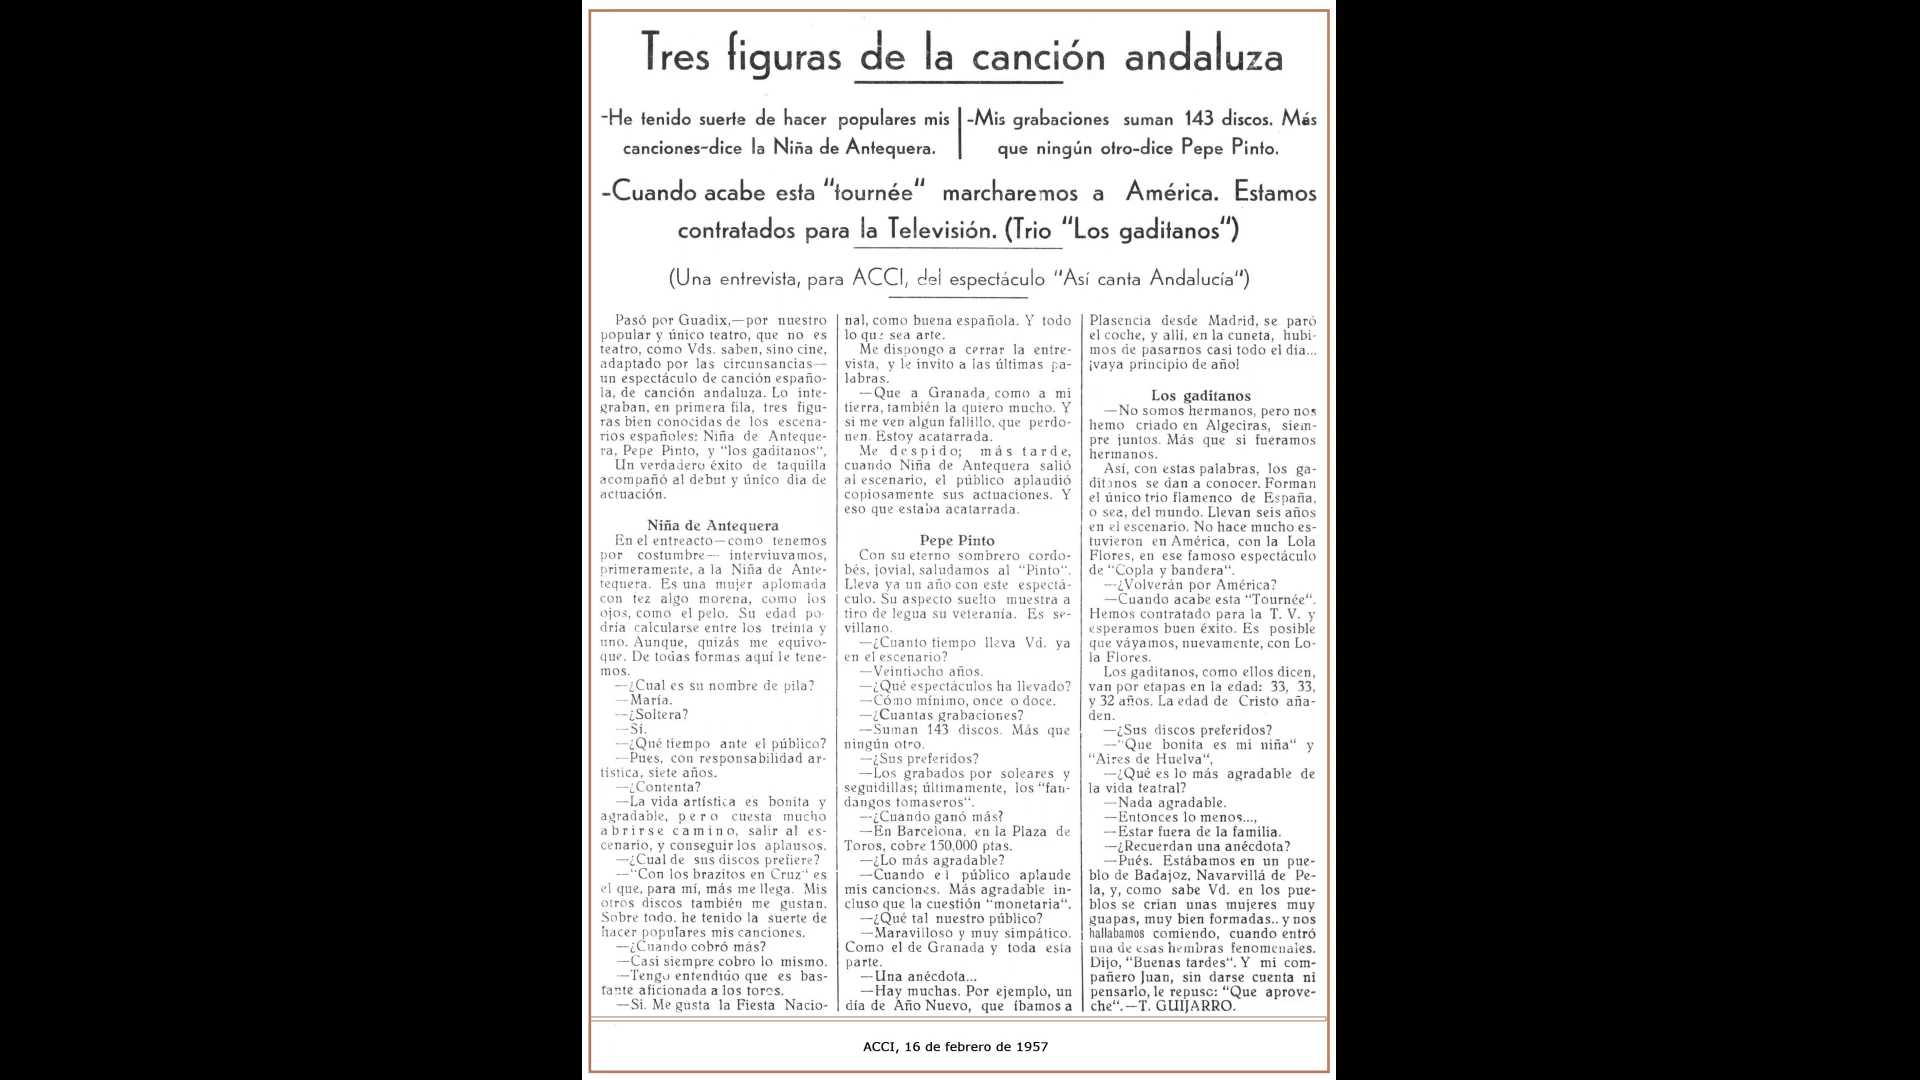 Tres figuras de la canción andaluza
-He tenido suerte de hacer populares mis
canciones-dice la Niña de Antequera.
-Mis grabaciones suman 143 discos. Más
que ningún otro-dice Pepe Pinto.
-Cuando acabe esta "tournée" marcharemos a América. Estamos
contratados para la Televisión. (Trio "Los gaditanos")
(Una entrevista, para ACCI, del espectáculo "Así canta Andalucía")
Pasó por Guadix,—por nuestro
popular y único teatro, que no es
teatro, como Vds. saben, sino cine,
adaptado por las circunsancias—
un espectáculo de canción españo-
la, de canción andaluza. Lo inte-
graban, en primera fila, tres figu-
ras bien conocidas de los escena-
rios españoles: Niña de Anteque-
ra, Pepe Pinto, y "los gaditanos",
Un verdadero éxito de taquilla
acompañó al debut y único dia de
actuación.
Niña de Antequera
En el entreacto—como tenemos
por costumbre— interviuvamos,
primeramente, a la Niña de Ante-
tequera. Es una mujer aplomada
con tez algo morena, como los
ojos, como el pelo. Su edad po-
dría calcularse entre los treinta y
uno. Aunque, quizás me equivo-
que. De todas formas aquí le tene-
mos.
—¿Cual es su nombre de pila?
—María.
—¿Soltera?
—Sí.
—¿Qué tiempo ante el público?
—Pues, con responsabilidad ar-
tística, siete años.
—¿Contenta?
—La vida artística es bonita y
agradable, pero cuesta mucho
abrirse camino, salir al es-
cenario, y conseguir los aplausos.
—¿Cual de sus discos prefiere?
—"Con los brazitos en Cruz" es
el que, para mí, más me llega. Mis
otros discos también me gustan.
Sobre todo. he tenido la suerte de
hacer populares mis canciones.
—¿Cuando cobró más?
—Casi siempre cobro lo mismo.
—Tengo entendido que es bas-
tante aficionada a los toros.
—Si. Me gusta la Fiesta Nacio-
nal, como buena española. Y todo
lo que sea arte.
Me dispongo a cerrar la entre-
vista, y le invito a las últimas pa-
labras.
—Que a Granada, como a mi
tierra, también la quiero mucho. Y
si me ven algun fallillo, que perdo-
nen. Estoy acatarrada.
Me despido; más tarde,
cuando Niña de Antequera salió
al escenario, el público aplaudió
copiosamente sus actuaciones. Y
eso que estaba acatarrada.
Pepe Pinto
Con su eterno sombrero cordo-
bés, jovial, saludamos al "Pinto".
Lleva ya un año con este espectá-
culo. Su aspecto suelto muestra a
tiro de legua su veteranía. Es se-
villano.
—¿Cuanto tiempo lleva Vd. ya
en el escenario?
—Veintiocho años.
—¿Qué espectáculos ha llevado?
—Cómo mínimo, once o doce.
—¿Cuantas grabaciones?
—Suman 143 discos. Más que
ningún otro.
—¿Sus preferidos?
—Los grabados por soleares y
seguidillas; últimamente, los "fan-
dangos tomaseros".
—¿Cuando ganó más?
—En Barcelona, en la Plaza de
Toros, cobre 150,000 ptas.
—¿Lo más agradable?
—Cuando el público aplaude
mis canciones. Más agradable in-
cluso que la cuestión "monetaria".
—¿Qué tal nuestro público?
—Maravilloso y muy simpático.
Como el de Granada y toda esta
parte.
—Una anécdota...
—Hay muchas. Por ejemplo, un
día de Año Nuevo, que íbamos a
Plasencia desde Madrid, se paró
el coche, y allí, en la cuneta, hubi-
mos de pasarnos casi todo el día...
¡vaya principio de año!
Los gaditanos
—No somos hermanos, pero nos
hemo criado en Algeciras, siem-
pre juntos. Más que si fueramos
hermanos.
Así, con estas palabras, los ga-
ditanos se dan a conocer. Forman
el único trio flamenco de España,
o sea, del mundo. Llevan seis años
en el escenario. No hace mucho es-
tuvieron en América, con la Lola
Flores, en ese famoso espectáculo
de "Copla y bandera".
—¿Volverán por América?
—Cuando acabe esta "Tournée".
Hemos contratado para la T. V. y
esperamos buen éxito. Es posible
que váyamos, nuevamente, con Lo-
la Flores.
Los gaditanos, como ellos dicen,
van por etapas en la edad: 33, 33,
y 32 años. La edad de Cristo aña-
den.
—¿Sus discos preferidos?
—"Que bonita es mi niña" y
"Aires de Huelva",
—¿Qué es lo más agradable de
la vida teatral?
—Nada agradable.
—Entonces lo menos...,
—Estar fuera de la familia.
—¿Recuerdan una anécdota?
—Pués. Estábamos en un pue-
blo de Badajoz, Navarvillá de Pe-
la, y, como sabe Vd. en los pue-
blos se crian unas mujeres muy
guapas, muy bien formadas.. y nos
hallabamos comiendo, cuando entró
una de esas hembras fenomenales.
Dijo, "Buenas tardes". Y mi com-
pañero Juan, sin darse cuenta ni
pensarlo, le repuso: "Que aprove-
che".—T. GUIJARRO.
ACCI, 16 de febrero de 1957